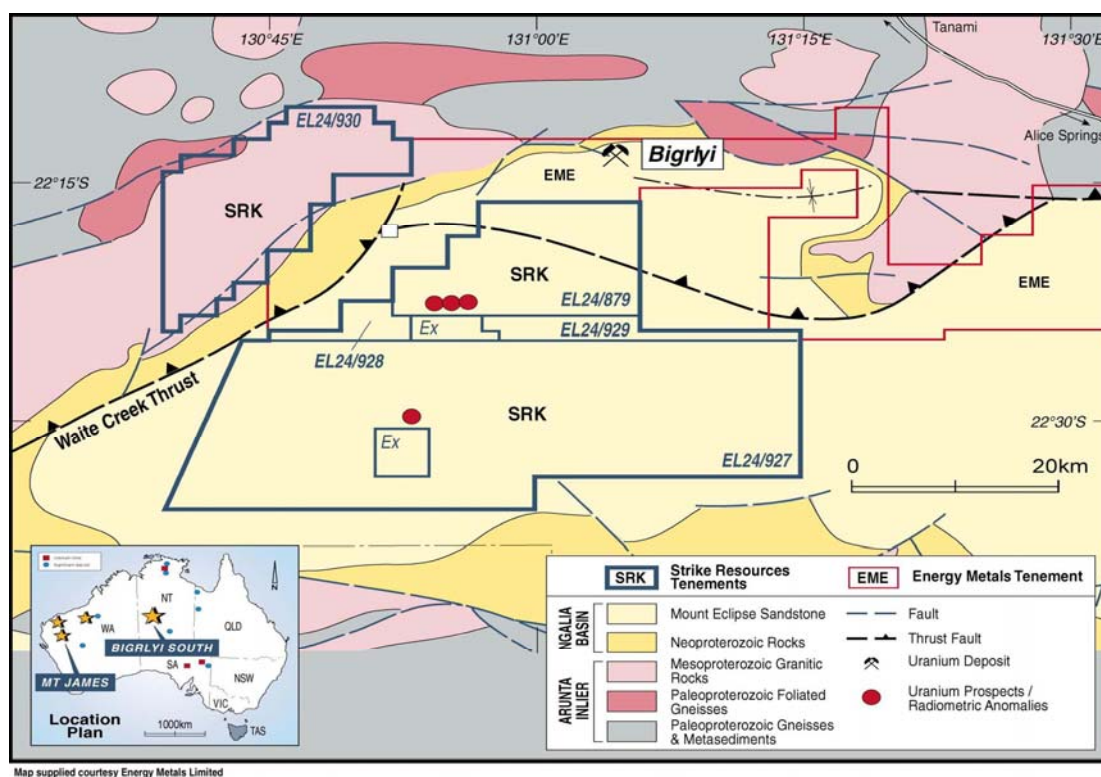 130°45'E
131°00'E
131°15'E
131°30'E
Tanami
Alice Springs
EL24/930
22°15'S
Bigrlyi
EME
SRK
SRK
EME
EL24/879
Ex
EL24/929
EL24/928
Waite Creek Thrust
SRK
22°30'S
Ex
EL24/927
0 20km
NT
QLD
WA
BIGRLYI SOUTH
SA
NSW
MT JAMES
VIC
Location
Plan
1000km
TAS
SRK Strike Resources
Tenements
EME Energy Metals Tenement
NGALIA
BASIN
Mount Eclipse Sandstone
Neoproterozoic Rocks
ARUNTA
INLIER
Mesoproterozoic Granitic
Rocks
Paleoproterozoic Foliated
Gneisses
Paleoproterozoic Gneisses
& Metasediments
Fault
Thrust Fault
Uranium Deposit
Uranium Prospects /
Radiometric Anomalies
Map supplied courtesy Energy Metals Limited